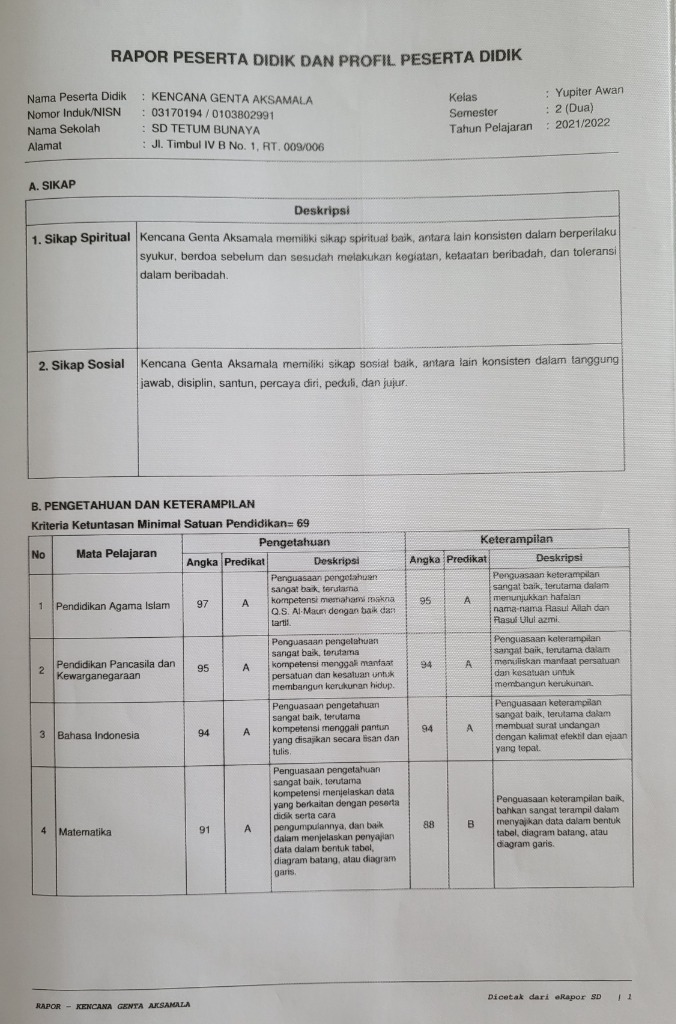 RAPOR PESERTA DIDIK DAN PROFIL PESERTA DIDIK
Nama Peserta Didik : KENCANA GENTA AKSAMALA
Nomor Induk/NISN : 03170194 / 0103802991
Nama Sekolah : SD TETUM BUNAYA
Alamat : Jl. Timbul IV B No. 1, RT. 009/006
Kelas : Yupiter Awan
Semester : 2 (Dua)
Tahun Pelajaran : 2021/2022
A. SIKAP
Deskripsi
1. Sikap Spiritual
Kencana Genta Aksamala memiliki sikap spiritual baik, antara lain konsisten dalam berperilaku
syukur, berdoa sebelum dan sesudah melakukan kegiatan, ketaatan beribadah, dan toleransi
dalam beribadah.
2. Sikap Sosial
Kencana Genta Aksamala memiliki sikap sosial baik, antara lain konsisten dalam tanggung
jawab, disiplin, santun, percaya diri, peduli, dan jujur.
B. PENGETAHUAN DAN KETERAMPILAN
Kriteria Ketuntasan Minimal Satuan Pendidikan= 69
No Mata Pelajaran Pengetahuan Keterampilan
Angka Predikat Deskripsi Angka Predikat Deskripsi
1 Pendidikan Agama Islam 97 A
Penguasaan pengetahuan
sangat baik, terutama
kompetensi memahami makna
Q.S. Al-Maun dengan baik dan
tartil.
95 A
Penguasaan keterampilan
sangat baik, terutama dalam
menunjukkan hafalan
nama-nama Rasul Allah dan
Rasul Ulul azmi.
2 Pendidikan Pancasila dan
Kewarganegaraan
95 A
Penguasaan pengetahuan
sangat baik, terutama
kompetensi menggali manfaat
persatuan dan kesatuan untuk
membangun kerukunan hidup.
94 A
Penguasaan keterampilan
sangat baik, terutama dalam
menuliskan manfaat persatuan
dan kesatuan untuk
membangun kerukunan.
3 Bahasa Indonesia 94 A
Penguasaan pengetahuan
sangat baik, terutama
kompetensi menggali pantun
yang disajikan secara lisan dan
tulis.
94 A
Penguasaan keterampilan
sangat baik, terutama dalam
membuat surat undangan
dengan kalimat efektif dan ejaan
yang tepat.
4 Matematika 91 A
Penguasaan pengetahuan
sangat baik, terutama
kompetensi menjelaskan data
yang berkaitan dengan peserta
didik serta cara
pengumpulannya, dan baik
dalam menjelaskan penyajian
data dalam bentuk tabel,
diagram batang, atau diagram
garis.
88 B
Penguasaan keterampilan baik,
bahkan sangat terampil dalam
menyajikan data dalam bentuk
tabel, diagram batang, atau
diagram garis.
RAPOR - KENCANA GENTA AKSAMALA
Dicetak dari eRapor SD | 1